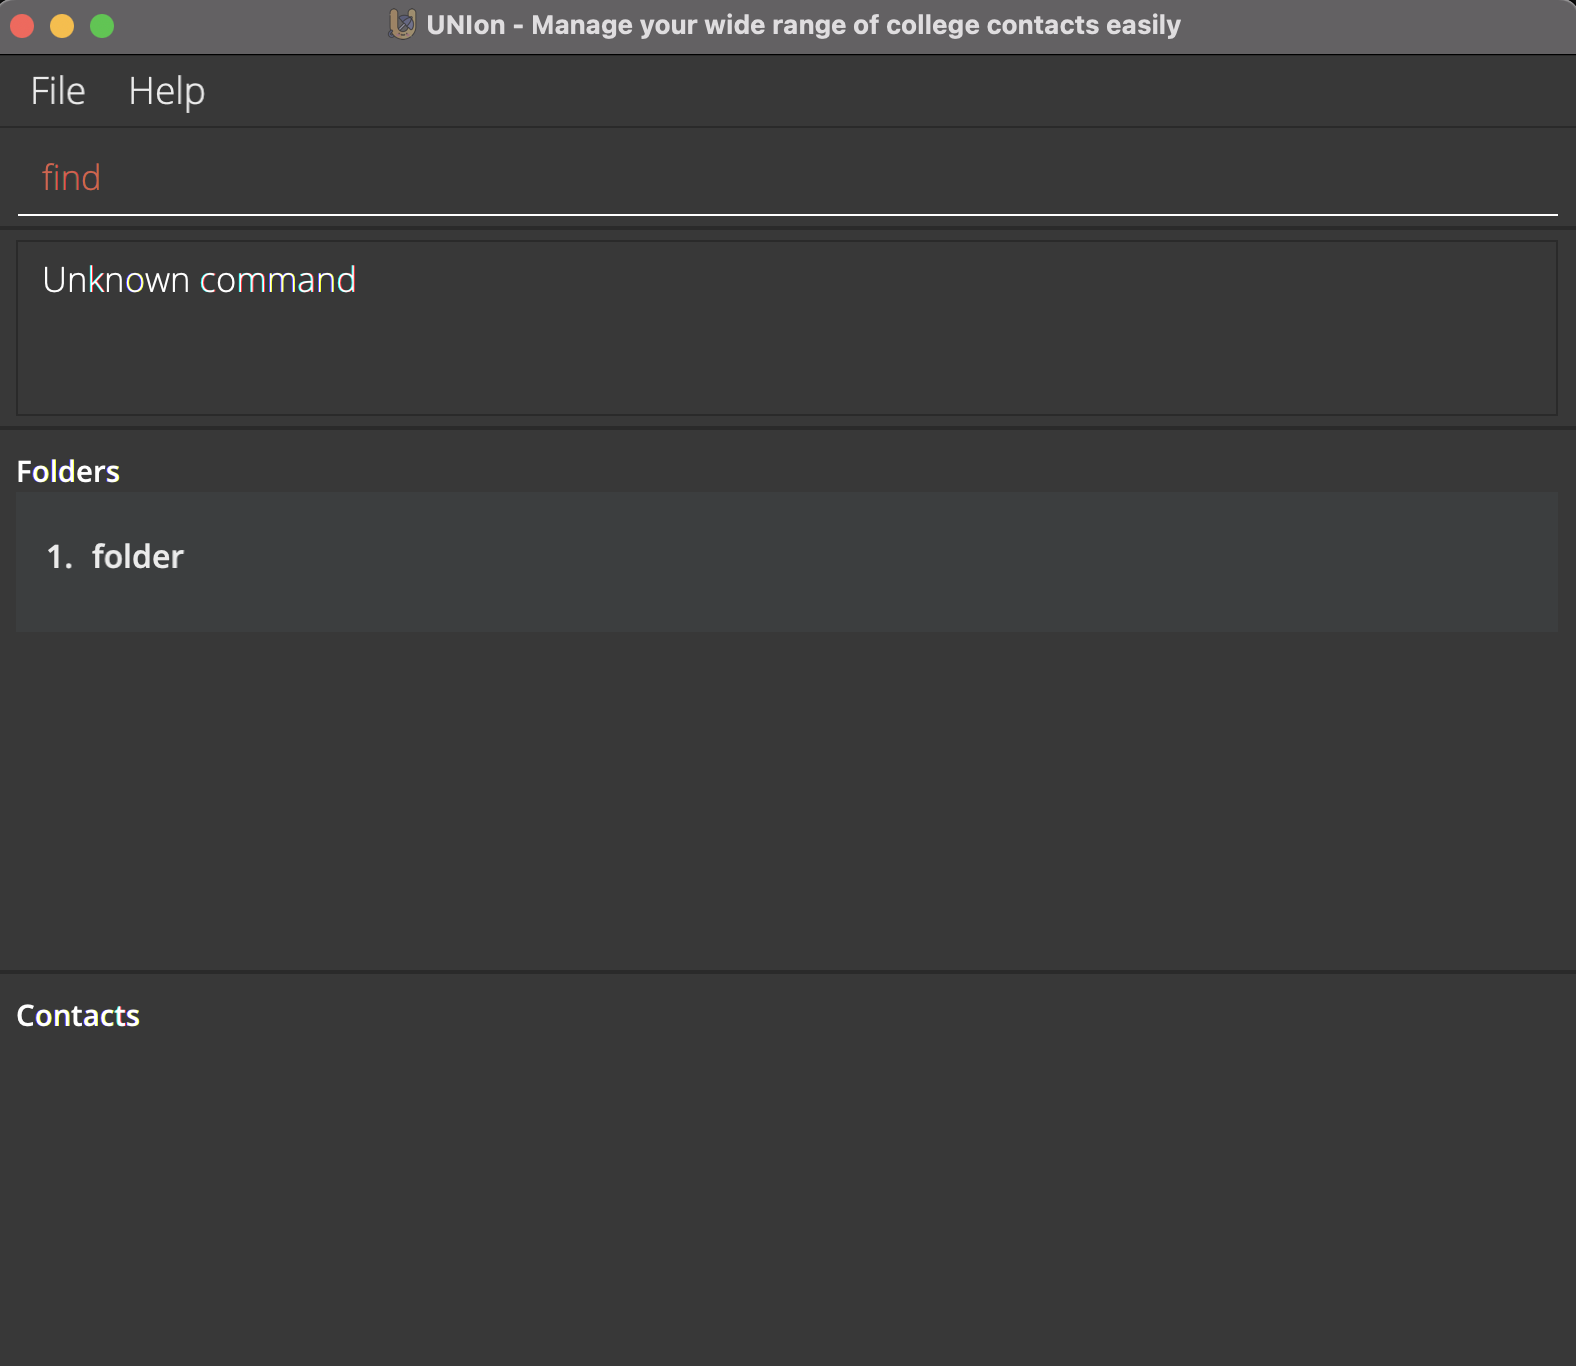 UNIon - Manage your wide range of college contacts easily
File Help
find
Unknown command
Folders
1. folder
Contacts